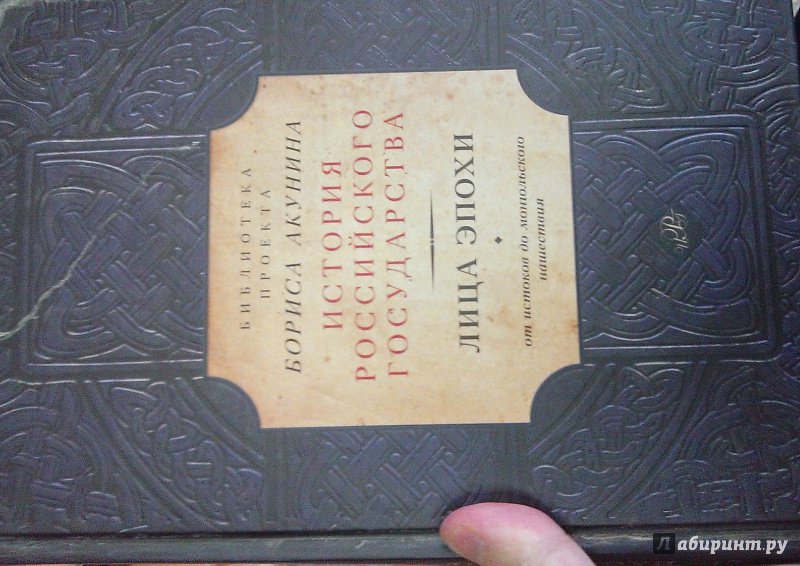 БИБЛИОТЕКА
ПРОЕКТА
БОРИСА АКУНИНА
ИСТОРИЯ
РОССИЙСКОГО
ГОСУДАРСТВА
ЛИЦА ЭПОХИ
от истоков до монгольского
нашествия
Лабиринт.ру